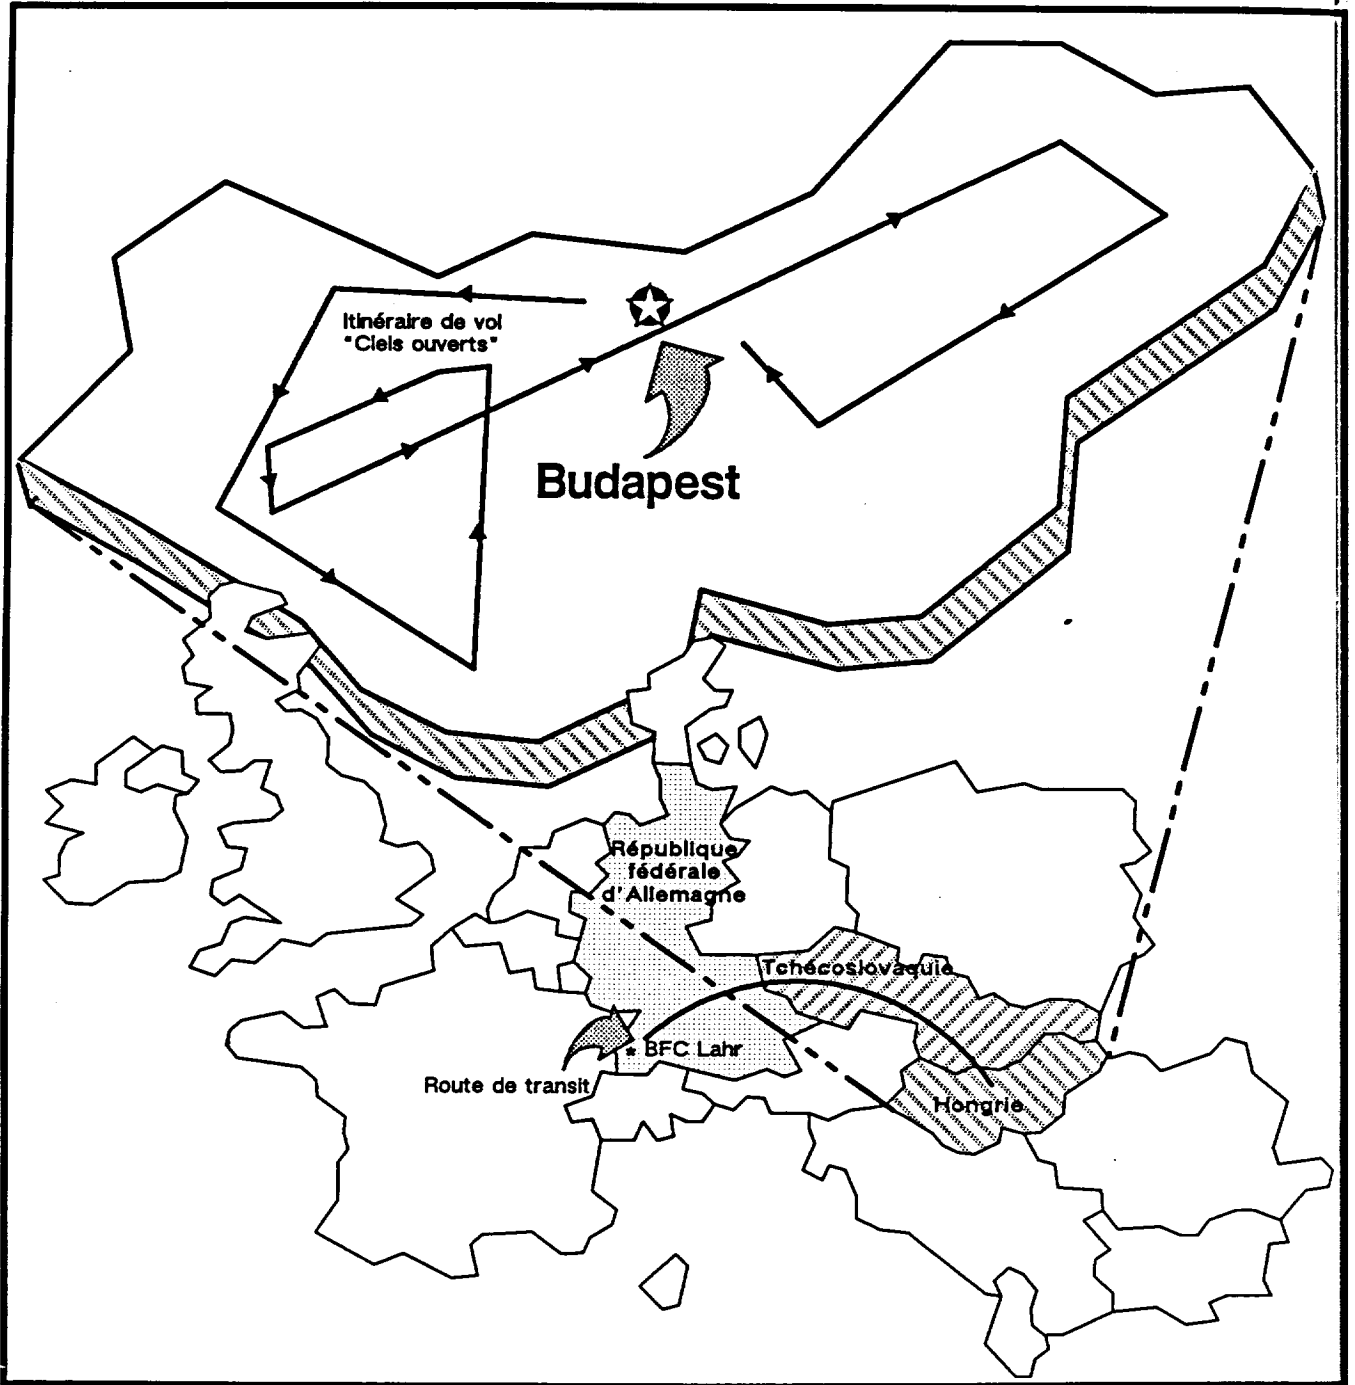 Itinéraire de vol
"Ciels ouverts"
Budapest
République
fédérale
d'Allemagne
Tchécoslovaquie
* BFC Lahr
Route de transit
Hongrie